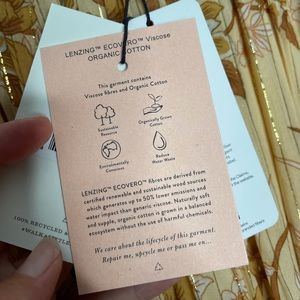 LENZING™ ECOVERO™ Viscose
ORGANIC COTTON
This garment contains
Viscose fibres and Organic Cotton
Sustainable
Resource
Organically Grown
Cotton
Environmentally
Conscious
Reduce
Water Waste
LENZING™ ECOVERO™ fibres are derived from
certified renewable and sustainable wood sources
which generates up to 50% lower emissions and
water impact than generic viscose. Naturally soft
and supple, organic cotton is grown in a balanced
ecosystem without the use of harmful chemicals.
We care about the lifecycle of this garment.
Repair me, upcycle me or pass me on...
100% RECYCLED